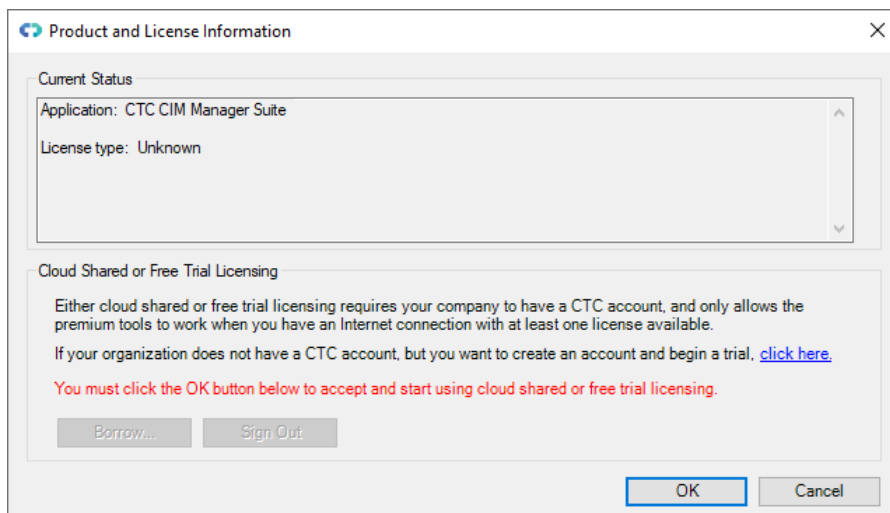 Product and License Information
Current Status
Application: CTC CIM Manager Suite
License type: Unknown
Cloud Shared or Free Trial Licensing
Either cloud shared or free trial licensing requires your company to have a CTC account, and only allows the
premium tools to work when you have an Internet connection with at least one license available.
If your organization does not have a CTC account, but you want to create an account and begin a trial, click here.
You must click the OK button below to accept and start using cloud shared or free trial licensing.
Borrow... Sign Out
OK Cancel